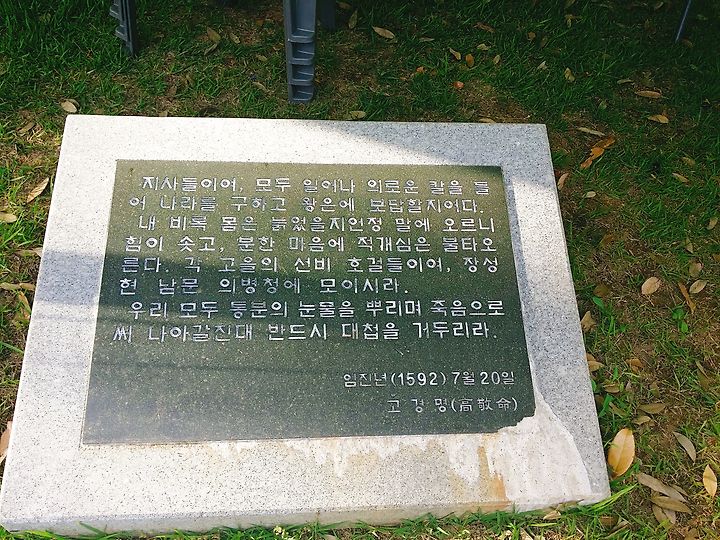 지사들이여, 모두 일어나 의로운 칼을 들
어 나라를 구하고 왕은에 보답할지어다.
내 비록 몸은 늙었을지언정 말에 오르니
힘이 솟고, 분한 마음에 적개심은 불타오
른다. 각 고을의 선비 호걸들이여, 장성
현 남문 의병청에 모이시라.
우리 모두 통분의 눈물을 뿌리며 죽음으로
써 나아갈진대 반드시 대첩을 거두리라.
임진년(1592) 7월 20일
고 경 명(高敬命)